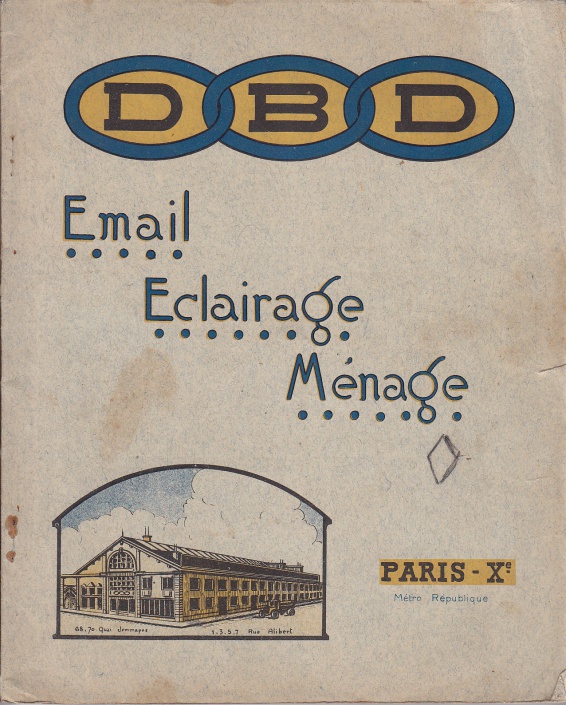 DBD
Email
Eclairage
Ménage
PARIS - Xe
Métro République
68.70 Quai Jemmapes
1.3.5.7 Rue Alibert